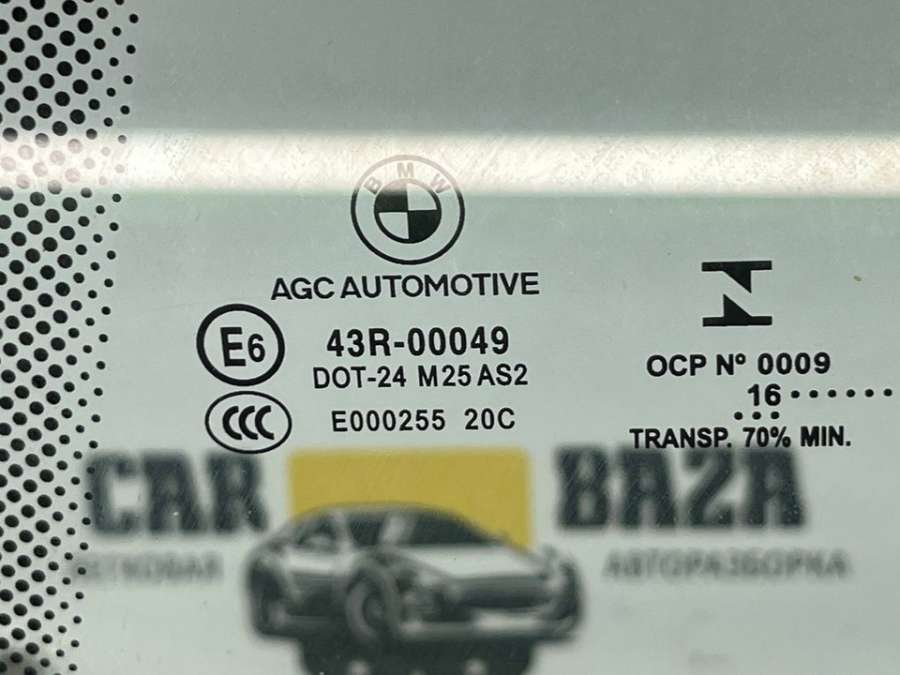 BMW
AGC AUTOMOTIVE
E6
43R-00049
DOT-24 M25 AS2
CCC
E000255 20C
OCP Nº 0009
16
TRANSP. 70% MIN.
CAR BAZA
ЛЕГКОВАЯ АВТОРАЗБОРКА